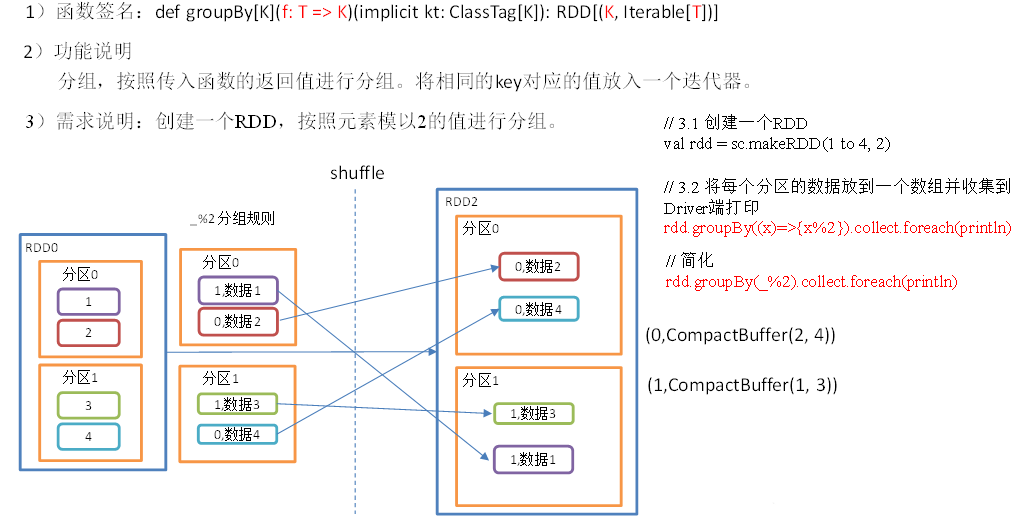 1）函数签名：def groupBy[K](f: T => K)(implicit kt: ClassTag[K]): RDD[(K, Iterable[T])]
2）功能说明
分组，按照传入函数的返回值进行分组。将相同的key对应的值放入一个迭代器。
3）需求说明：创建一个RDD，按照元素模以2的值进行分组。
// 3.1 创建一个RDD
val rdd = sc.makeRDD(1 to 4, 2)
// 3.2 将每个分区的数据放到一个数组并收集到
Driver端打印
rdd.groupBy((x)=>{x%2}).collect.foreach(println)
// 简化
rdd.groupBy(_%2).collect.foreach(println)
(0,CompactBuffer(2, 4))
(1,CompactBuffer(1, 3))
shuffle
_%2 分组规则
RDD0
分区0
1
2
分区1
3
4
分区0
1,数据1
0,数据2
分区1
1,数据3
0,数据4
RDD2
分区0
0,数据2
0,数据4
分区1
1,数据3
1,数据1